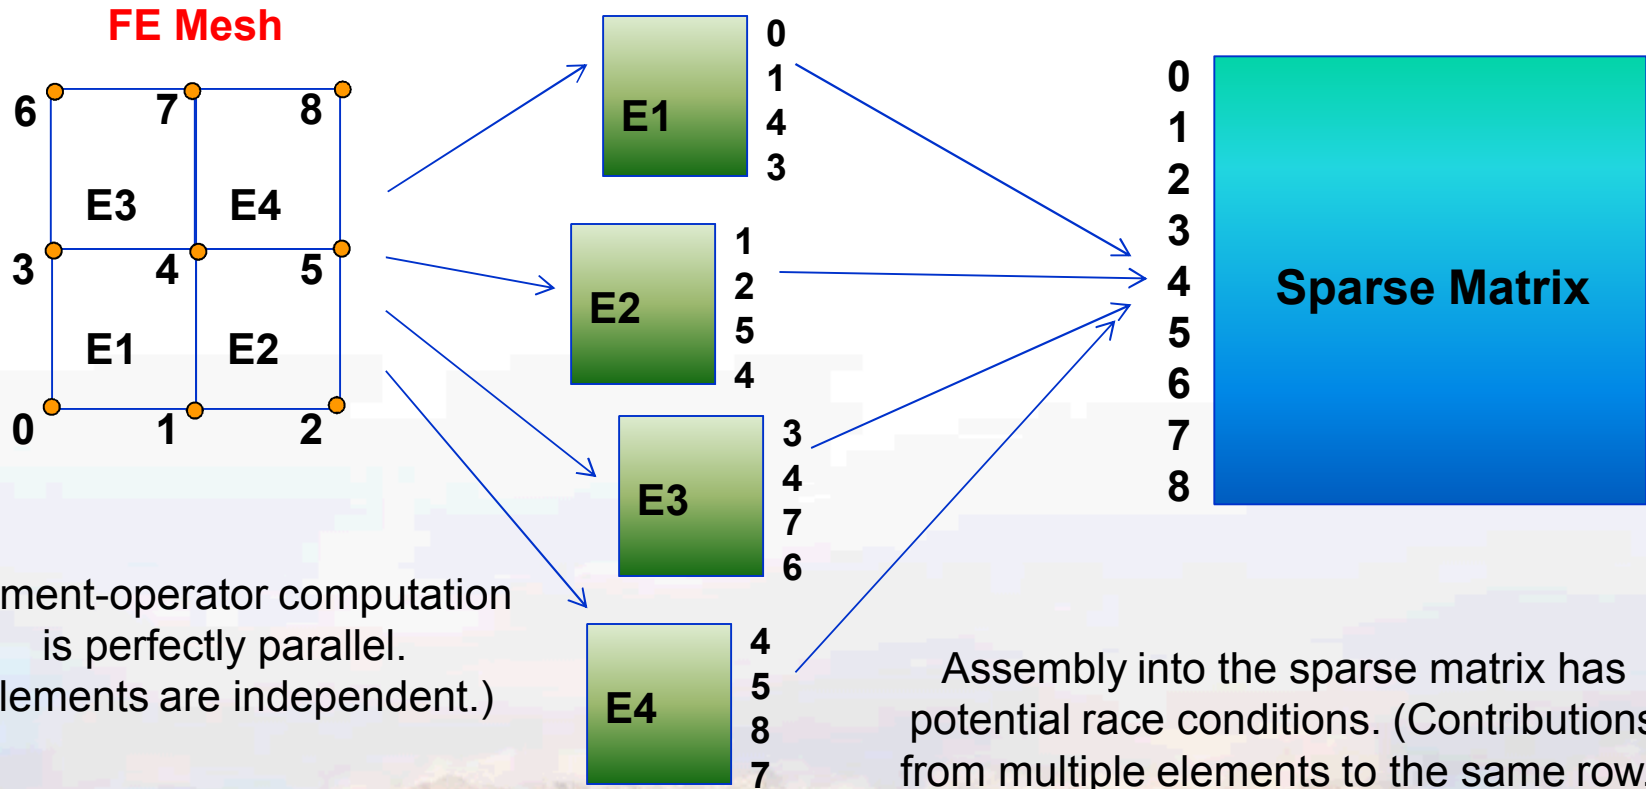 FE Mesh
6
7
8
E3
E4
3
4
5
E1
E2
0
1
2
E1
0
1
4
3
E2
1
2
5
4
E3
3
4
7
6
E4
4
5
8
7
0
1
2
3
4
5
6
7
8
Sparse Matrix
ment-operator computation
is perfectly parallel.
lements are independent.)
Assembly into the sparse matrix has
potential race conditions. (Contributions
from multiple elements to the same row.